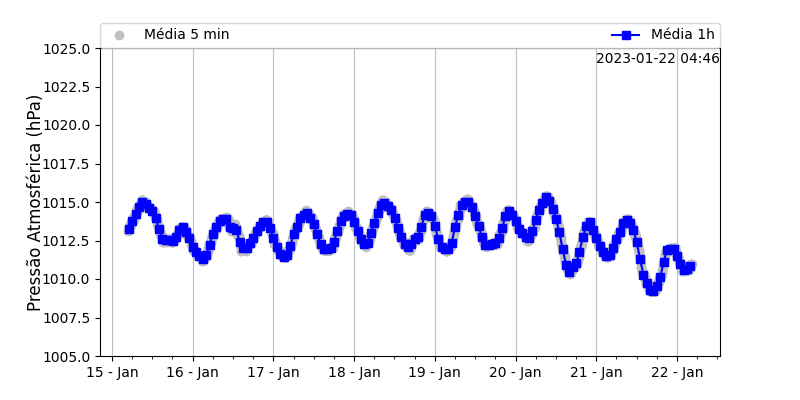 Média 5 min
Média 1h
2023-01-22 04:46
Pressão Atmosférica (hPa)
1025.0
1022.5
1020.0
1017.5
1015.0
1012.5
1010.0
1007.5
1005.0
15 - Jan
16 - Jan
17 - Jan
18 - Jan
19 - Jan
20 - Jan
21 - Jan
22 - Jan